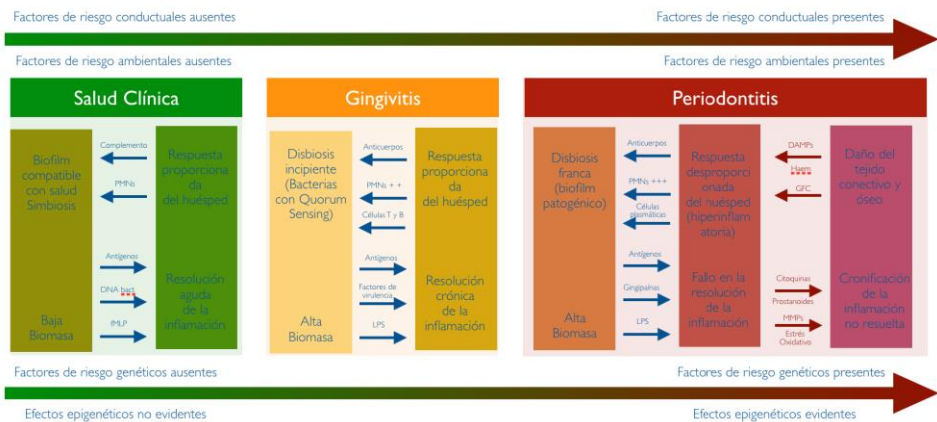 Factores de riesgo conductuales ausentes
Factores de riesgo conductuales presentes
Factores de riesgo ambientales ausentes
Factores de riesgo ambientales presentes
Salud Clínica
Biofilm
compatible
con salud
Simbiosis
Baja
Biomasa
Complemento
PMNs
Antígenos
DNA bact
fMLP
Respuesta
proporciona
da
del huésped
Resolución
aguda
de la
inflamación
Gingivitis
Disbiosis
incipiente
(Bacterias
con Quorum
Sensing)
Alta
Biomasa
Anticuerpos
PMNs ++
Células T y B
Antígenos
Factores de
virulencia
LPS
Respuesta
proporciona
da
del huésped
Resolución
crónica
de la
inflamación
Periodontitis
Disbiosis
franca
(biofilm
patogénico)
Alta
Biomasa
Anticuerpos
PMNs +++
Células
plasmáticas
Antígenos
Gingipaínas
LPS
Respuesta
desproporc
ionada
del huésped
(hiperinflam
atoria)
Fallo en la
resolución
de la
inflamación
DAMPs
Haem
GFC
Citoquinas
Prostanoides
MMPs
Estrés
Oxidativo
Daño del
tejido
conectivo y
óseo
Cronificación
de la
inflamación
no resuelta
Factores de riesgo genéticos ausentes
Factores de riesgo genéticos presentes
Efectos epigenéticos no evidentes
Efectos epigenéticos evidentes